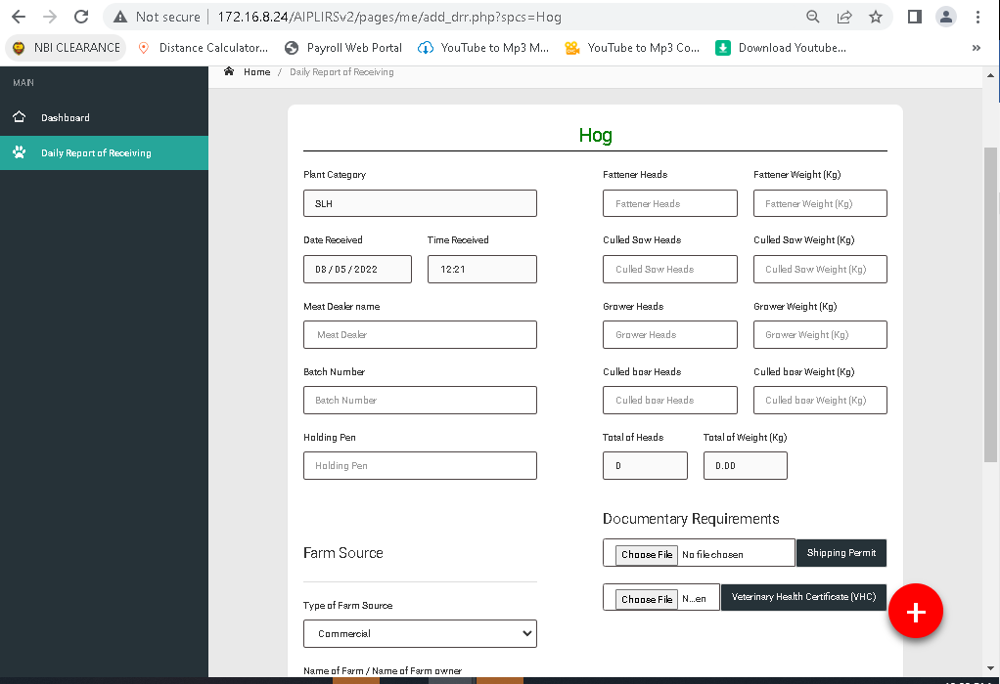 Not secure | 172.16.8.24/AIPLIRSv2/pages/me/add_drr.php?spcs=Hog
NBI CLEARANCE Distance Calculator... Payroll Web Portal YouTube to Mp3 M... YouTube to Mp3 Co... Download Youtube... »
MAIN
Dashboard
Daily Report of Receiving
Home / Daily Report of Receiving
Hog
Plant Category
SLH
Date Received Time Received
08 / 05 / 2022 12:21
Meat Dealer name
Meat Dealer
Batch Number
Batch Number
Holding Pen
Holding Pen
Farm Source
Type of Farm Source
Commercial
Name of Farm / Name of Farm owner
Fattener Heads Fattener Weight (Kg)
Fattener Heads Fattener Weight (Kg)
Culled Sow Heads Culled Sow Weight (Kg)
Culled Sow Heads Culled Sow Weight (Kg)
Grower Heads Grower Weight (Kg)
Grower Heads Grower Weight (Kg)
Culled boar Heads Culled boar Weight (Kg)
Culled boar Heads Culled boar Weight (Kg)
Total of Heads Total of Weight (Kg)
0 0.00
Documentary Requirements
Choose File No file chosen Shipping Permit
Choose File N...en Veterinary Health Certificate (VHC)
+